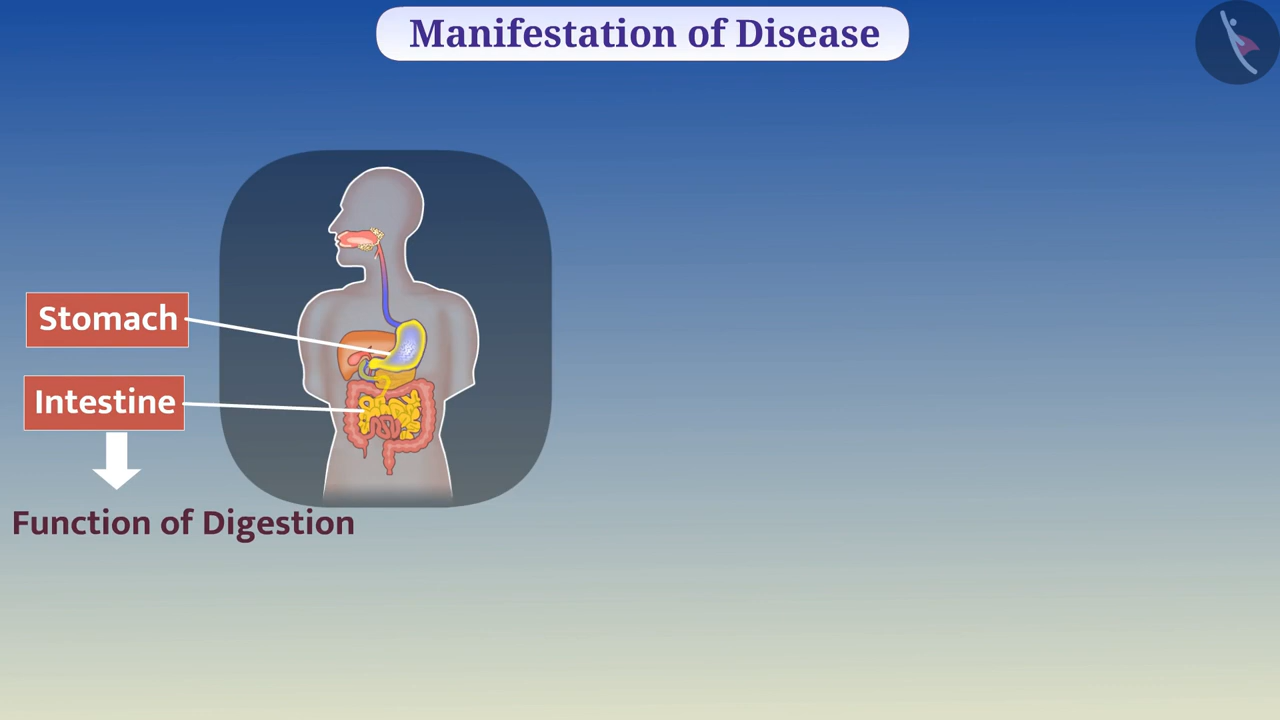 Manifestation of Disease
Stomach
Intestine
Function of Digestion